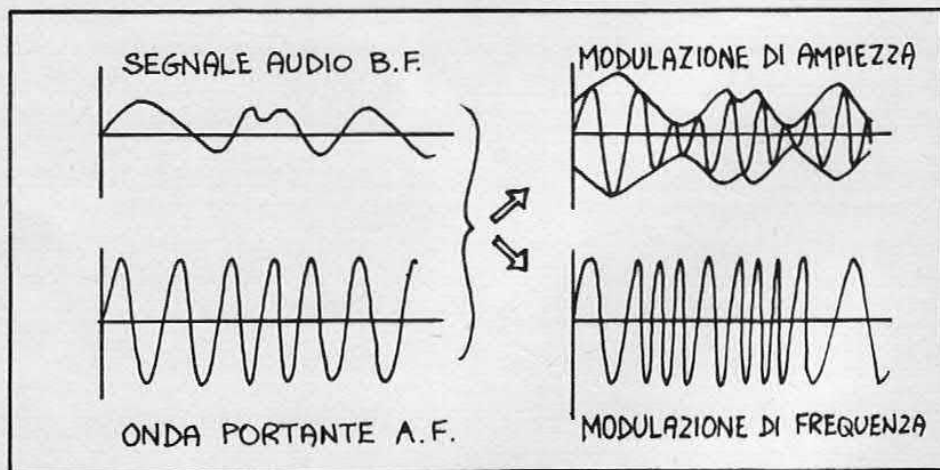 SEGNALE AUDIO B.F.
MODULAZIONE DI AMPIEZZA
ONDA PORTANTE A.F.
MODULAZIONE DI FREQUENZA